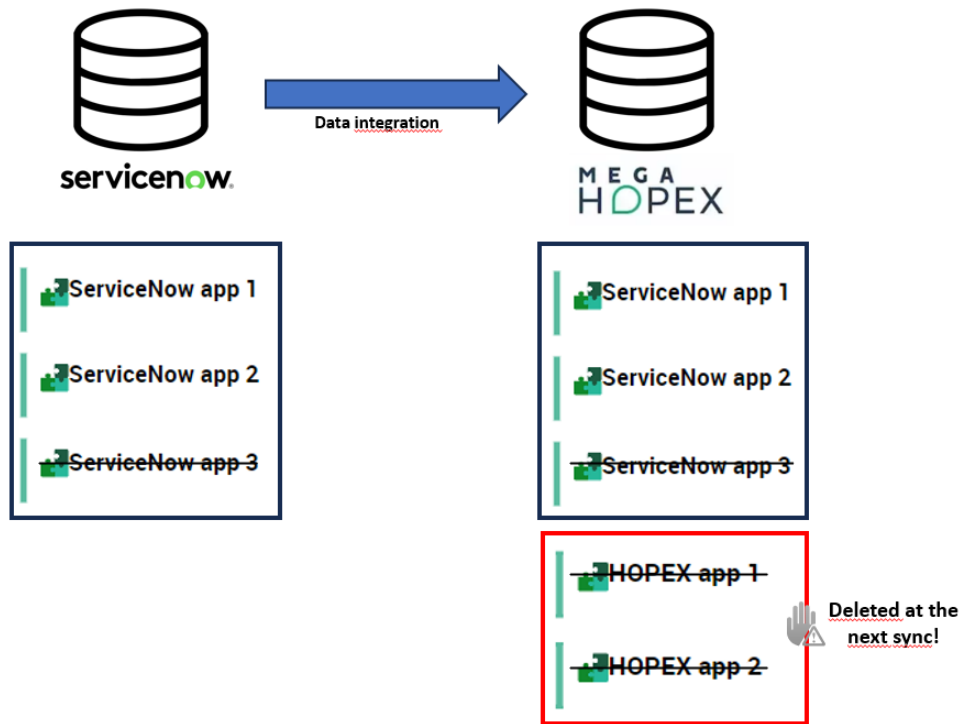 Data integration
servicenow.
MEGA
HOPEX
ServiceNow app 1
ServiceNow app 2
ServiceNow app 3
ServiceNow app 1
ServiceNow app 2
ServiceNow app 3
HOPEX app 1
HOPEX app 2
Deleted at the
next sync!